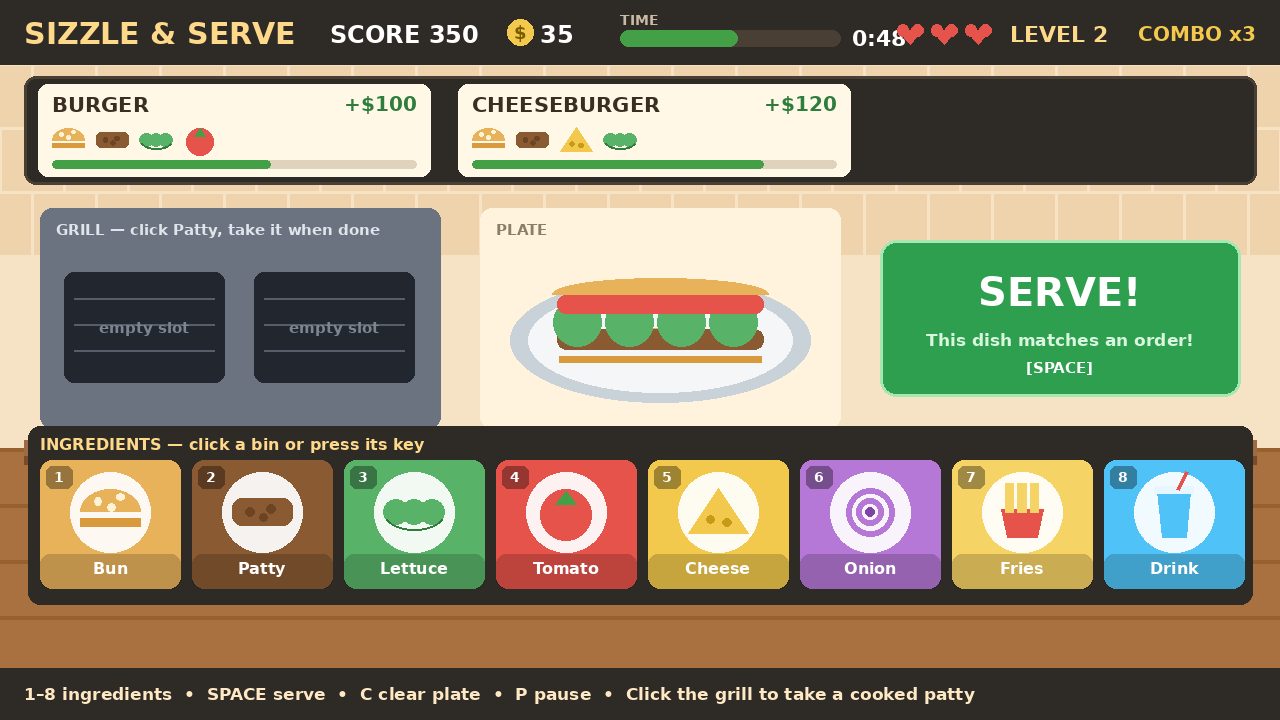 SIZZLE & SERVE
SCORE 350
$ 35
TIME
0:48
LEVEL 2
COMBO x3
BURGER
+$100
CHEESEBURGER
+$120
GRILL — click Patty, take it when done
empty slot
empty slot
PLATE
SERVE!
This dish matches an order!
[SPACE]
INGREDIENTS — click a bin or press its key
1
Bun
2
Patty
3
Lettuce
4
Tomato
5
Cheese
6
Onion
7
Fries
8
Drink
1–8 ingredients • SPACE serve • C clear plate • P pause • Click the grill to take a cooked patty